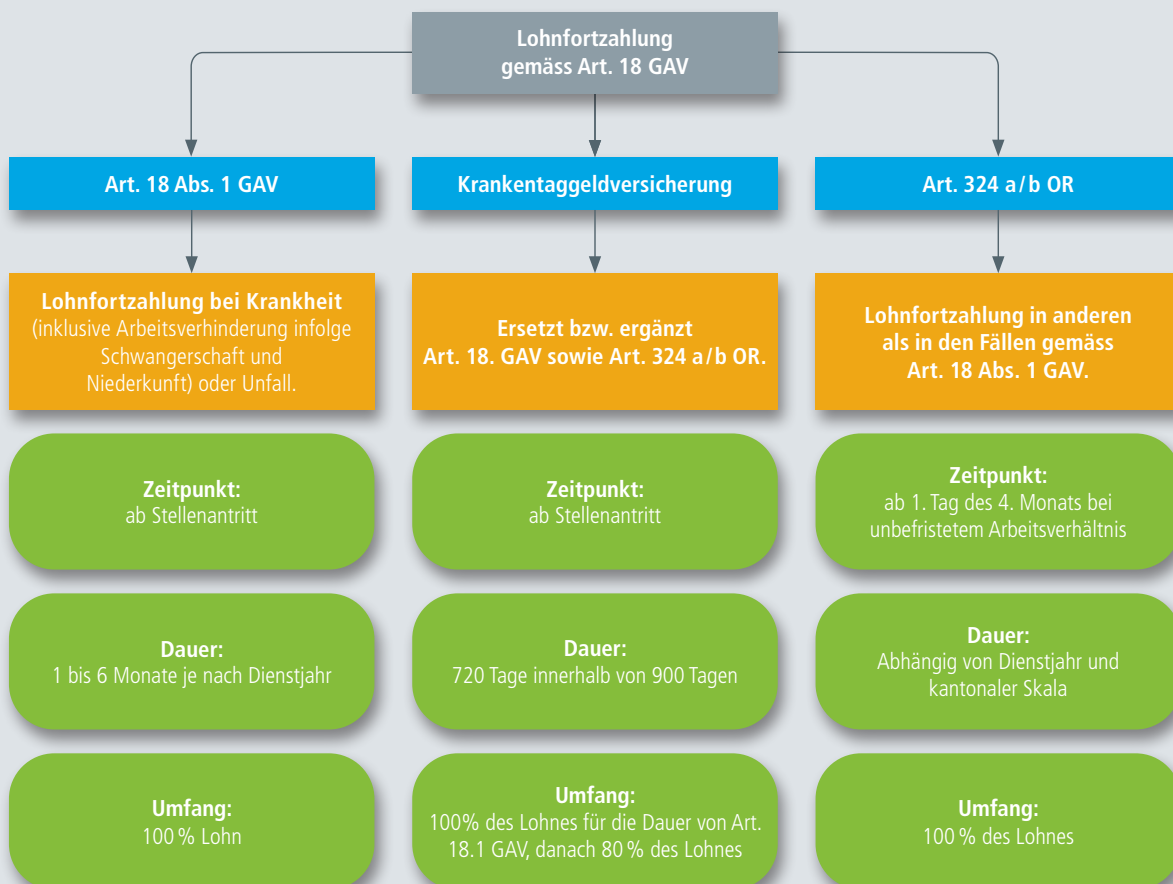 Lohnfortzahlung
gemäss Art. 18 GAV
Art. 18 Abs. 1 GAV
Krankentaggeldversicherung
Art. 324 a/b OR
Lohnfortzahlung bei Krankheit
(inklusive Arbeitsverhinderung infolge
Schwangerschaft und
Niederkunft) oder Unfall.
Ersetzt bzw. ergänzt
Art. 18. GAV sowie Art. 324 a/b OR.
Lohnfortzahlung in anderen
als in den Fällen gemäss
Art. 18 Abs. 1 GAV.
Zeitpunkt:
ab Stellenantritt
Zeitpunkt:
ab Stellenantritt
Zeitpunkt:
ab 1. Tag des 4. Monats bei
unbefristetem Arbeitsverhältnis
Dauer:
1 bis 6 Monate je nach Dienstjahr
Dauer:
720 Tage innerhalb von 900 Tagen
Dauer:
Abhängig von Dienstjahr und
kantonaler Skala
Umfang:
100 % Lohn
Umfang:
100% des Lohnes für die Dauer von Art.
18.1 GAV, danach 80 % des Lohnes
Umfang:
100 % des Lohnes